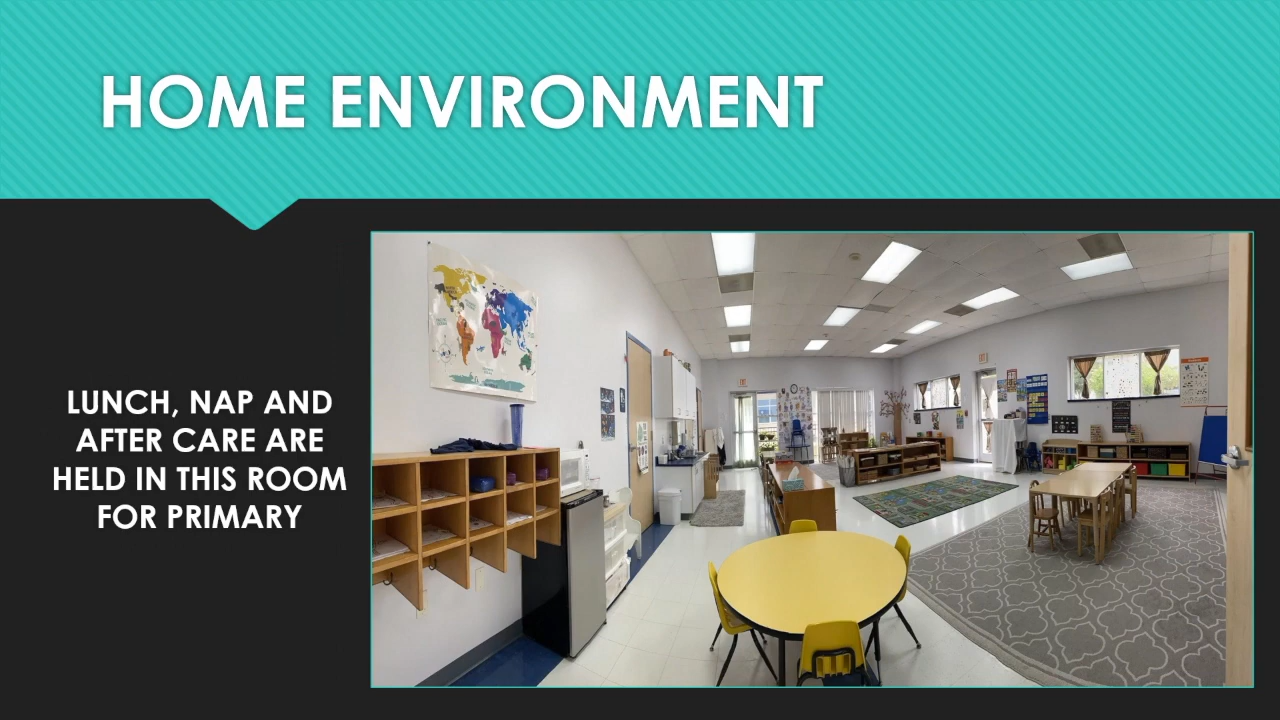 HOME ENVIRONMENT
LUNCH, NAP AND
AFTER CARE ARE
HELD IN THIS ROOM
FOR PRIMARY